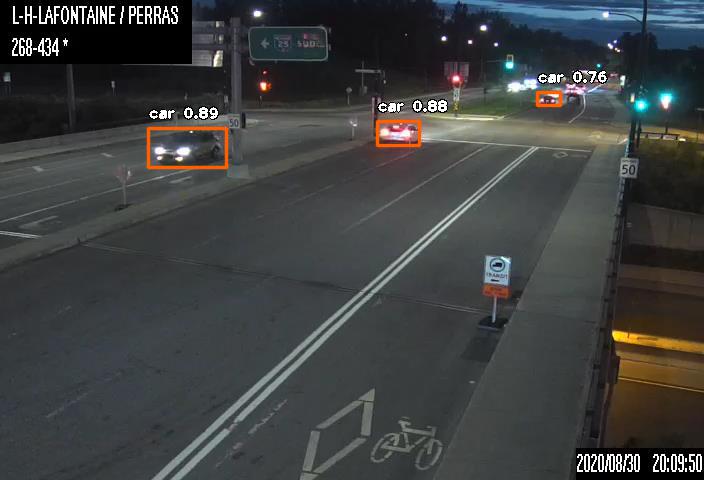 L-H-LAFONTAINE / PERRAS
268-434 *
25
car 0.76
car 0.88
car 0.89
50
50
TRANSIT
2020/08/30 20:09:50